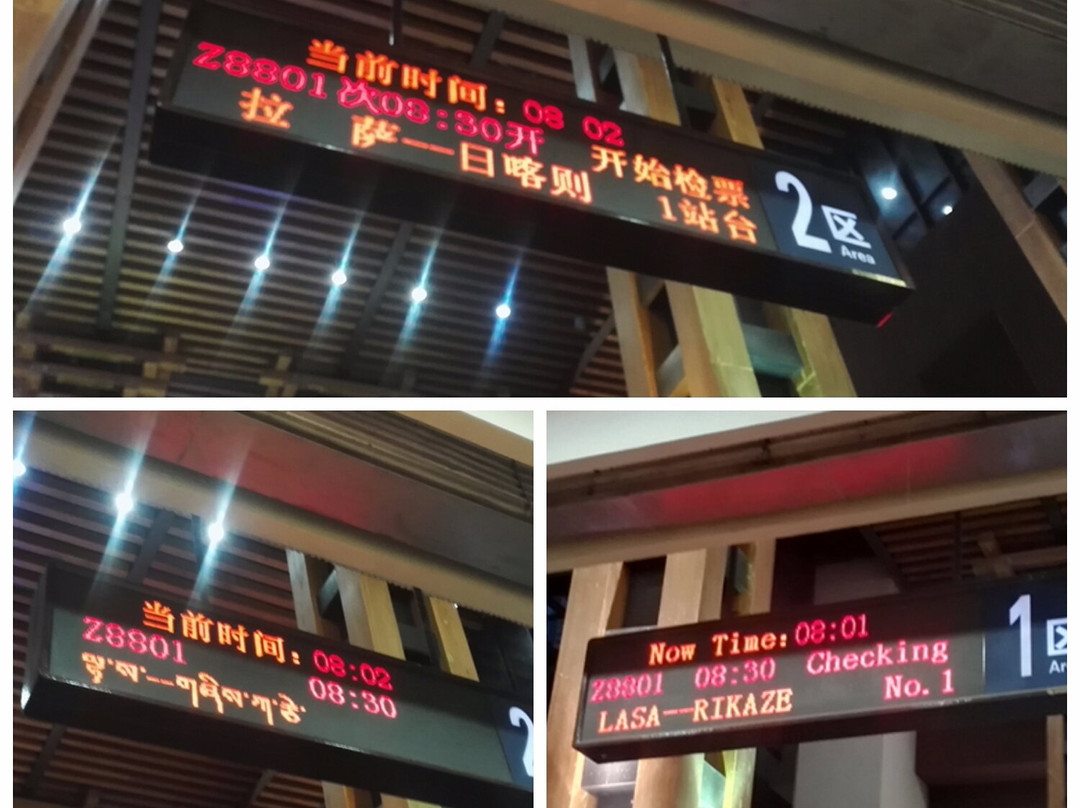 当前时间:08 02
Z8801次08:30开 开始检票
拉 萨——日喀则 1站台
2区
Area
当前时间:08:02
Z8801 08:30
ལྷ་ས་--གཞིས་ཀ་རྩེ་
2
Now Time:08:01
Z8801 08:30 Checking
LASA--RIKAZE No.1
1